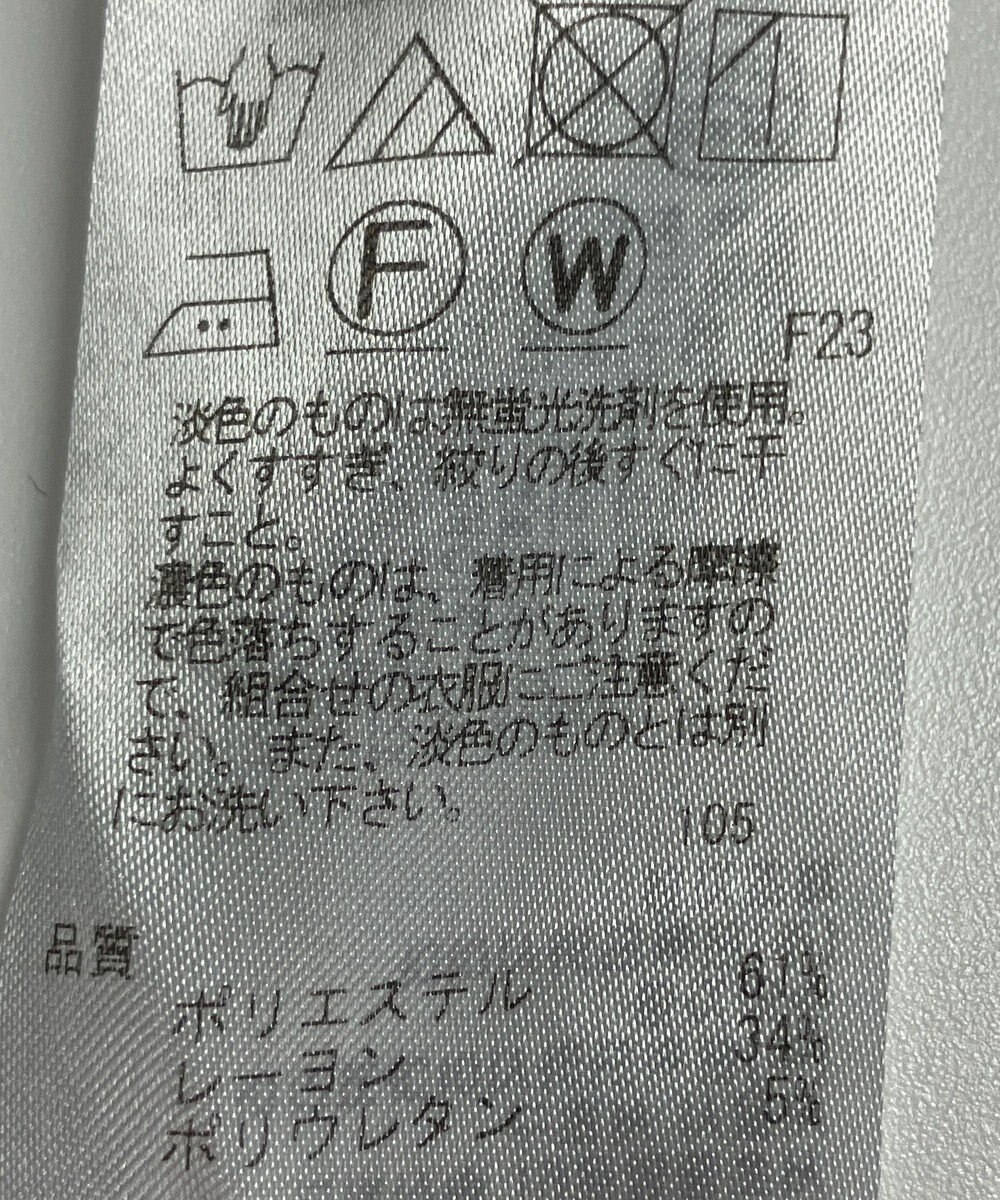 F W
F23
淡色のものは無蛍光洗剤を使用。
よくすすぎ、絞りの後すぐに干
すこと。
濃色のものは、着用による摩擦
で色落ちすることがありますの
で、組合せの衣服にご注意くだ
さい。また、淡色のものとは別
にお洗い下さい。
105
品質
ポリエステル 61%
レーヨン 34%
ポリウレタン 5%